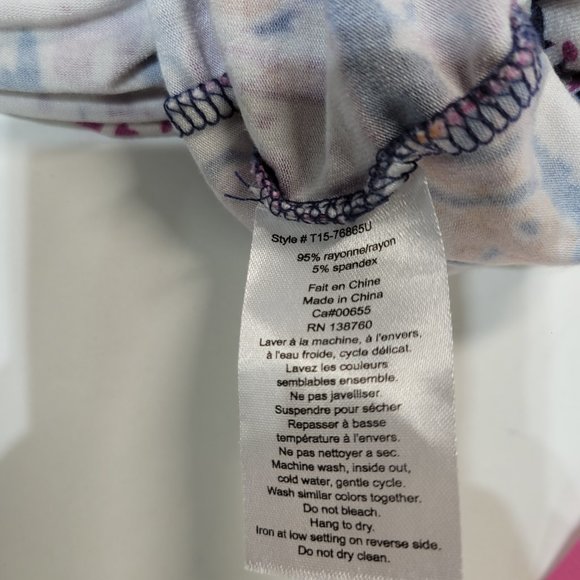 Style # T15-76865U
95% rayonne/rayon
5% spandex
Fait en Chine
Made in China
Ca#00655
RN 138760
Laver á la machine, à l'envers.
à l'eau froide, cycle délicat.
Lavez les couleurs
semblables ensemble.
Ne pas javelliser.
Suspendre pour sécher
Repasser à basse
température à l'envers.
Ne pas nettoyer a sec.
Machine wash, inside out,
cold water, gentle cycle.
Wash similar colors together.
Do not bleach.
Hang to dry.
Iron at low setting on reverse side.
Do not dry clean.